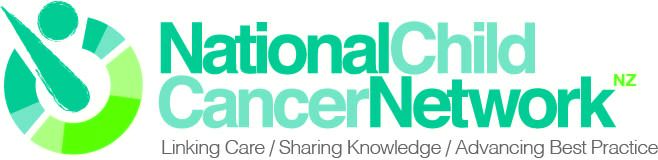 NationalChild
CancerNetwork NZ
Linking Care / Sharing Knowledge / Advancing Best Practice